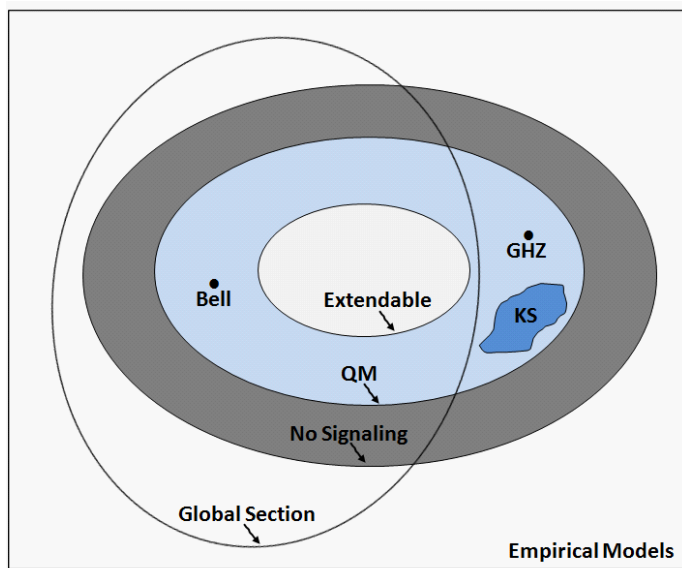 GHZ
Bell
Extendable
KS
QM
No Signaling
Global Section
Empirical Models